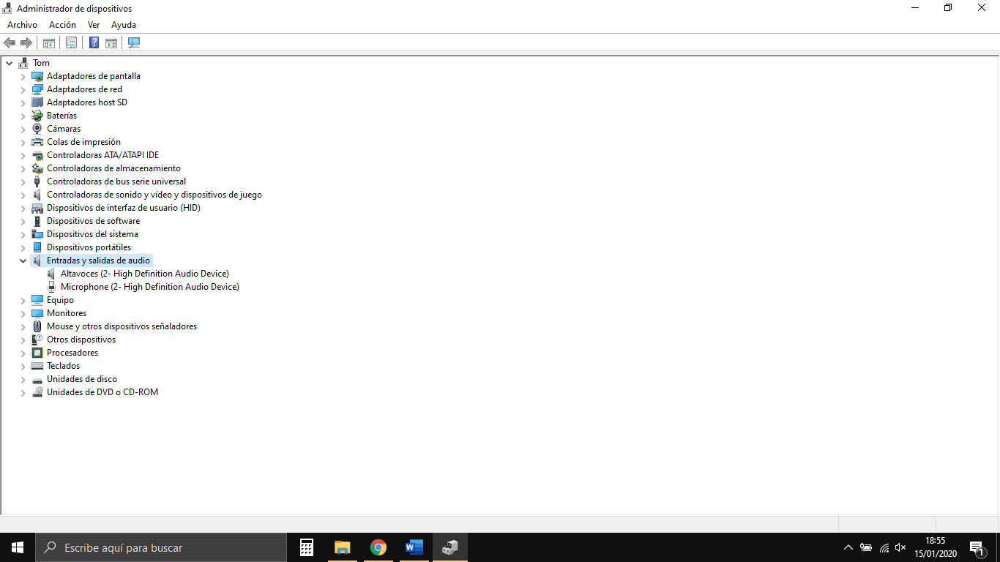 Administrador de dispositivos
Archivo Acción Ver Ayuda
Tom
Adaptadores de pantalla
Adaptadores de red
Adaptadores host SD
Baterías
Cámaras
Colas de impresión
Controladoras ATA/ATAPI IDE
Controladoras de almacenamiento
Controladoras de bus serie universal
Controladoras de sonido y vídeo y dispositivos de juego
Dispositivos de interfaz de usuario (HID)
Dispositivos de software
Dispositivos del sistema
Dispositivos portátiles
Entradas y salidas de audio
Altavoces (2- High Definition Audio Device)
Microphone (2- High Definition Audio Device)
Equipo
Monitores
Mouse y otros dispositivos señaladores
Otros dispositivos
Procesadores
Teclados
Unidades de disco
Unidades de DVD o CD-ROM
Escribe aquí para buscar
18:55
15/01/2020
1